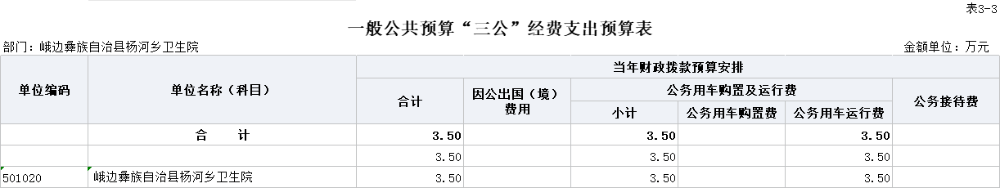 表3-3
一般公共预算“三公”经费支出预算表
部门：峨边彝族自治县杨河乡卫生院 金额单位：万元
单位编码 单位名称（科目） 当年财政拨款预算安排
合计 因公出国（境）费用 公务用车购置及运行费 公务接待费
小计 公务用车购置费 公务用车运行费
合 计 3.50 3.50 3.50
3.50 3.50 3.50
501020 峨边彝族自治县杨河乡卫生院 3.50 3.50 3.50